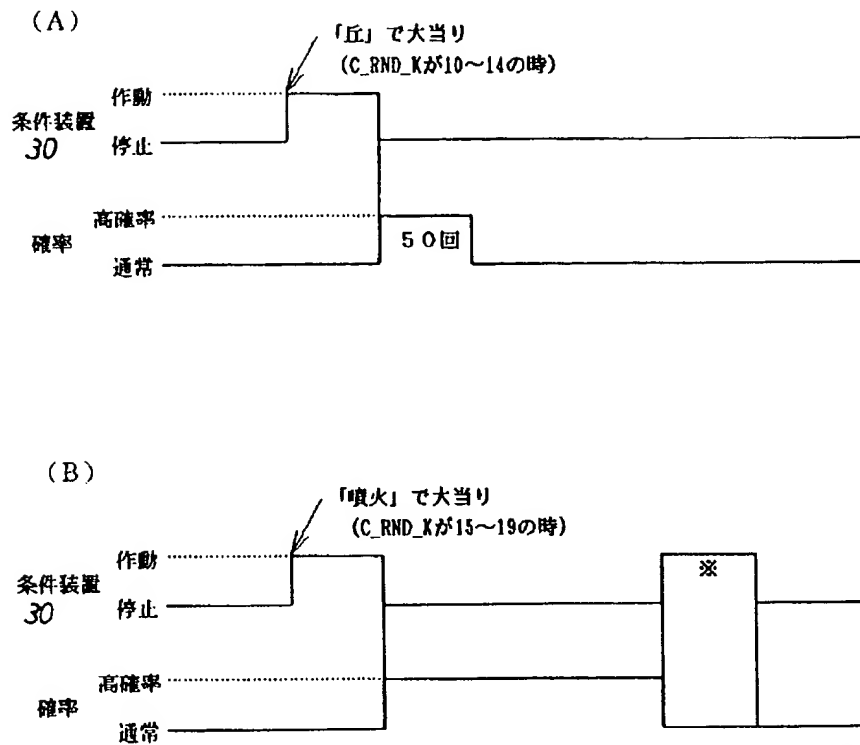 (A)
「丘」で大当り
(C_RND_Kが10～14の時)
作動
条件装置
30
停止
高確率
確率
50回
通常
(B)
「噴火」で大当り
(C_RND_Kが15～19の時)
作動
※
条件装置
30
停止
高確率
確率
通常